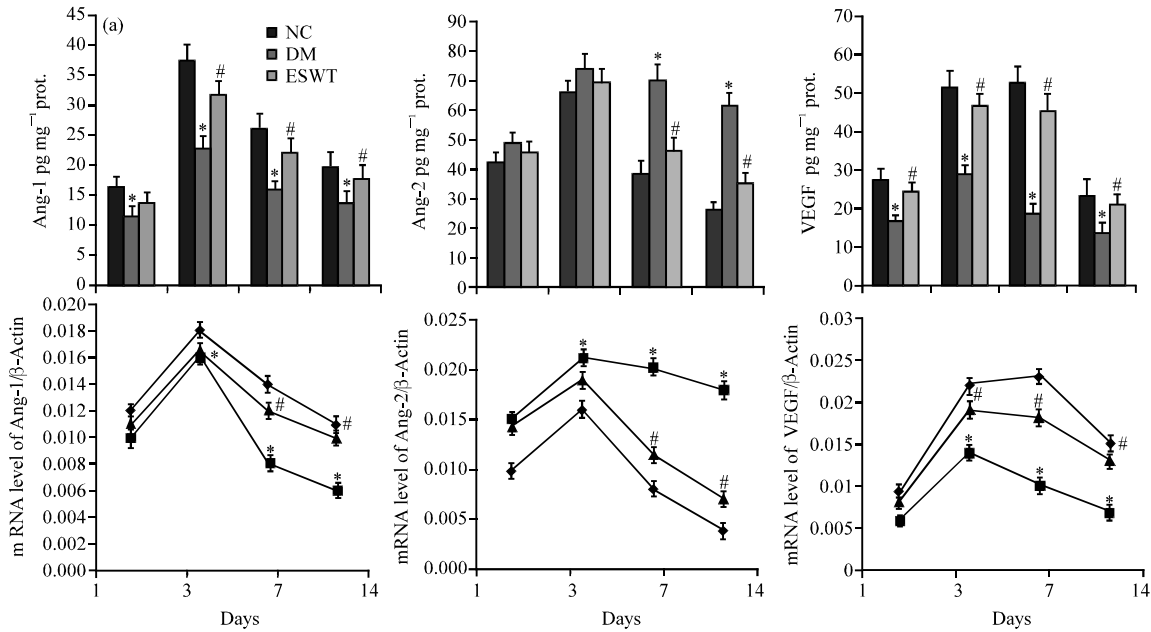 (a)
NC
DM
ESWT
Ang-1 pg mg⁻¹ prot.
45
40
35
30
25
20
15
10
5
0
* # * # * # *
Ang-2 pg mg⁻¹ prot.
90
80
70
60
50
40
30
20
10
0
* # * #
VEGF pg mg⁻¹ prot.
70
60
50
40
30
20
10
0
* # * # * # * #
m RNA level of Ang-1/β-Actin
0.020
0.018
0.016
0.014
0.012
0.010
0.008
0.006
0.004
0.002
0.000
* # * # *
1 3 7 14
Days
mRNA level of Ang-2/β-Actin
0.025
0.020
0.015
0.010
0.005
0.000
* * # * #
1 3 7 14
Days
mRNA level of VEGF/β-Actin
0.03
0.025
0.02
0.015
0.01
0.005
0
# * # * # *
1 3 7 14
Days